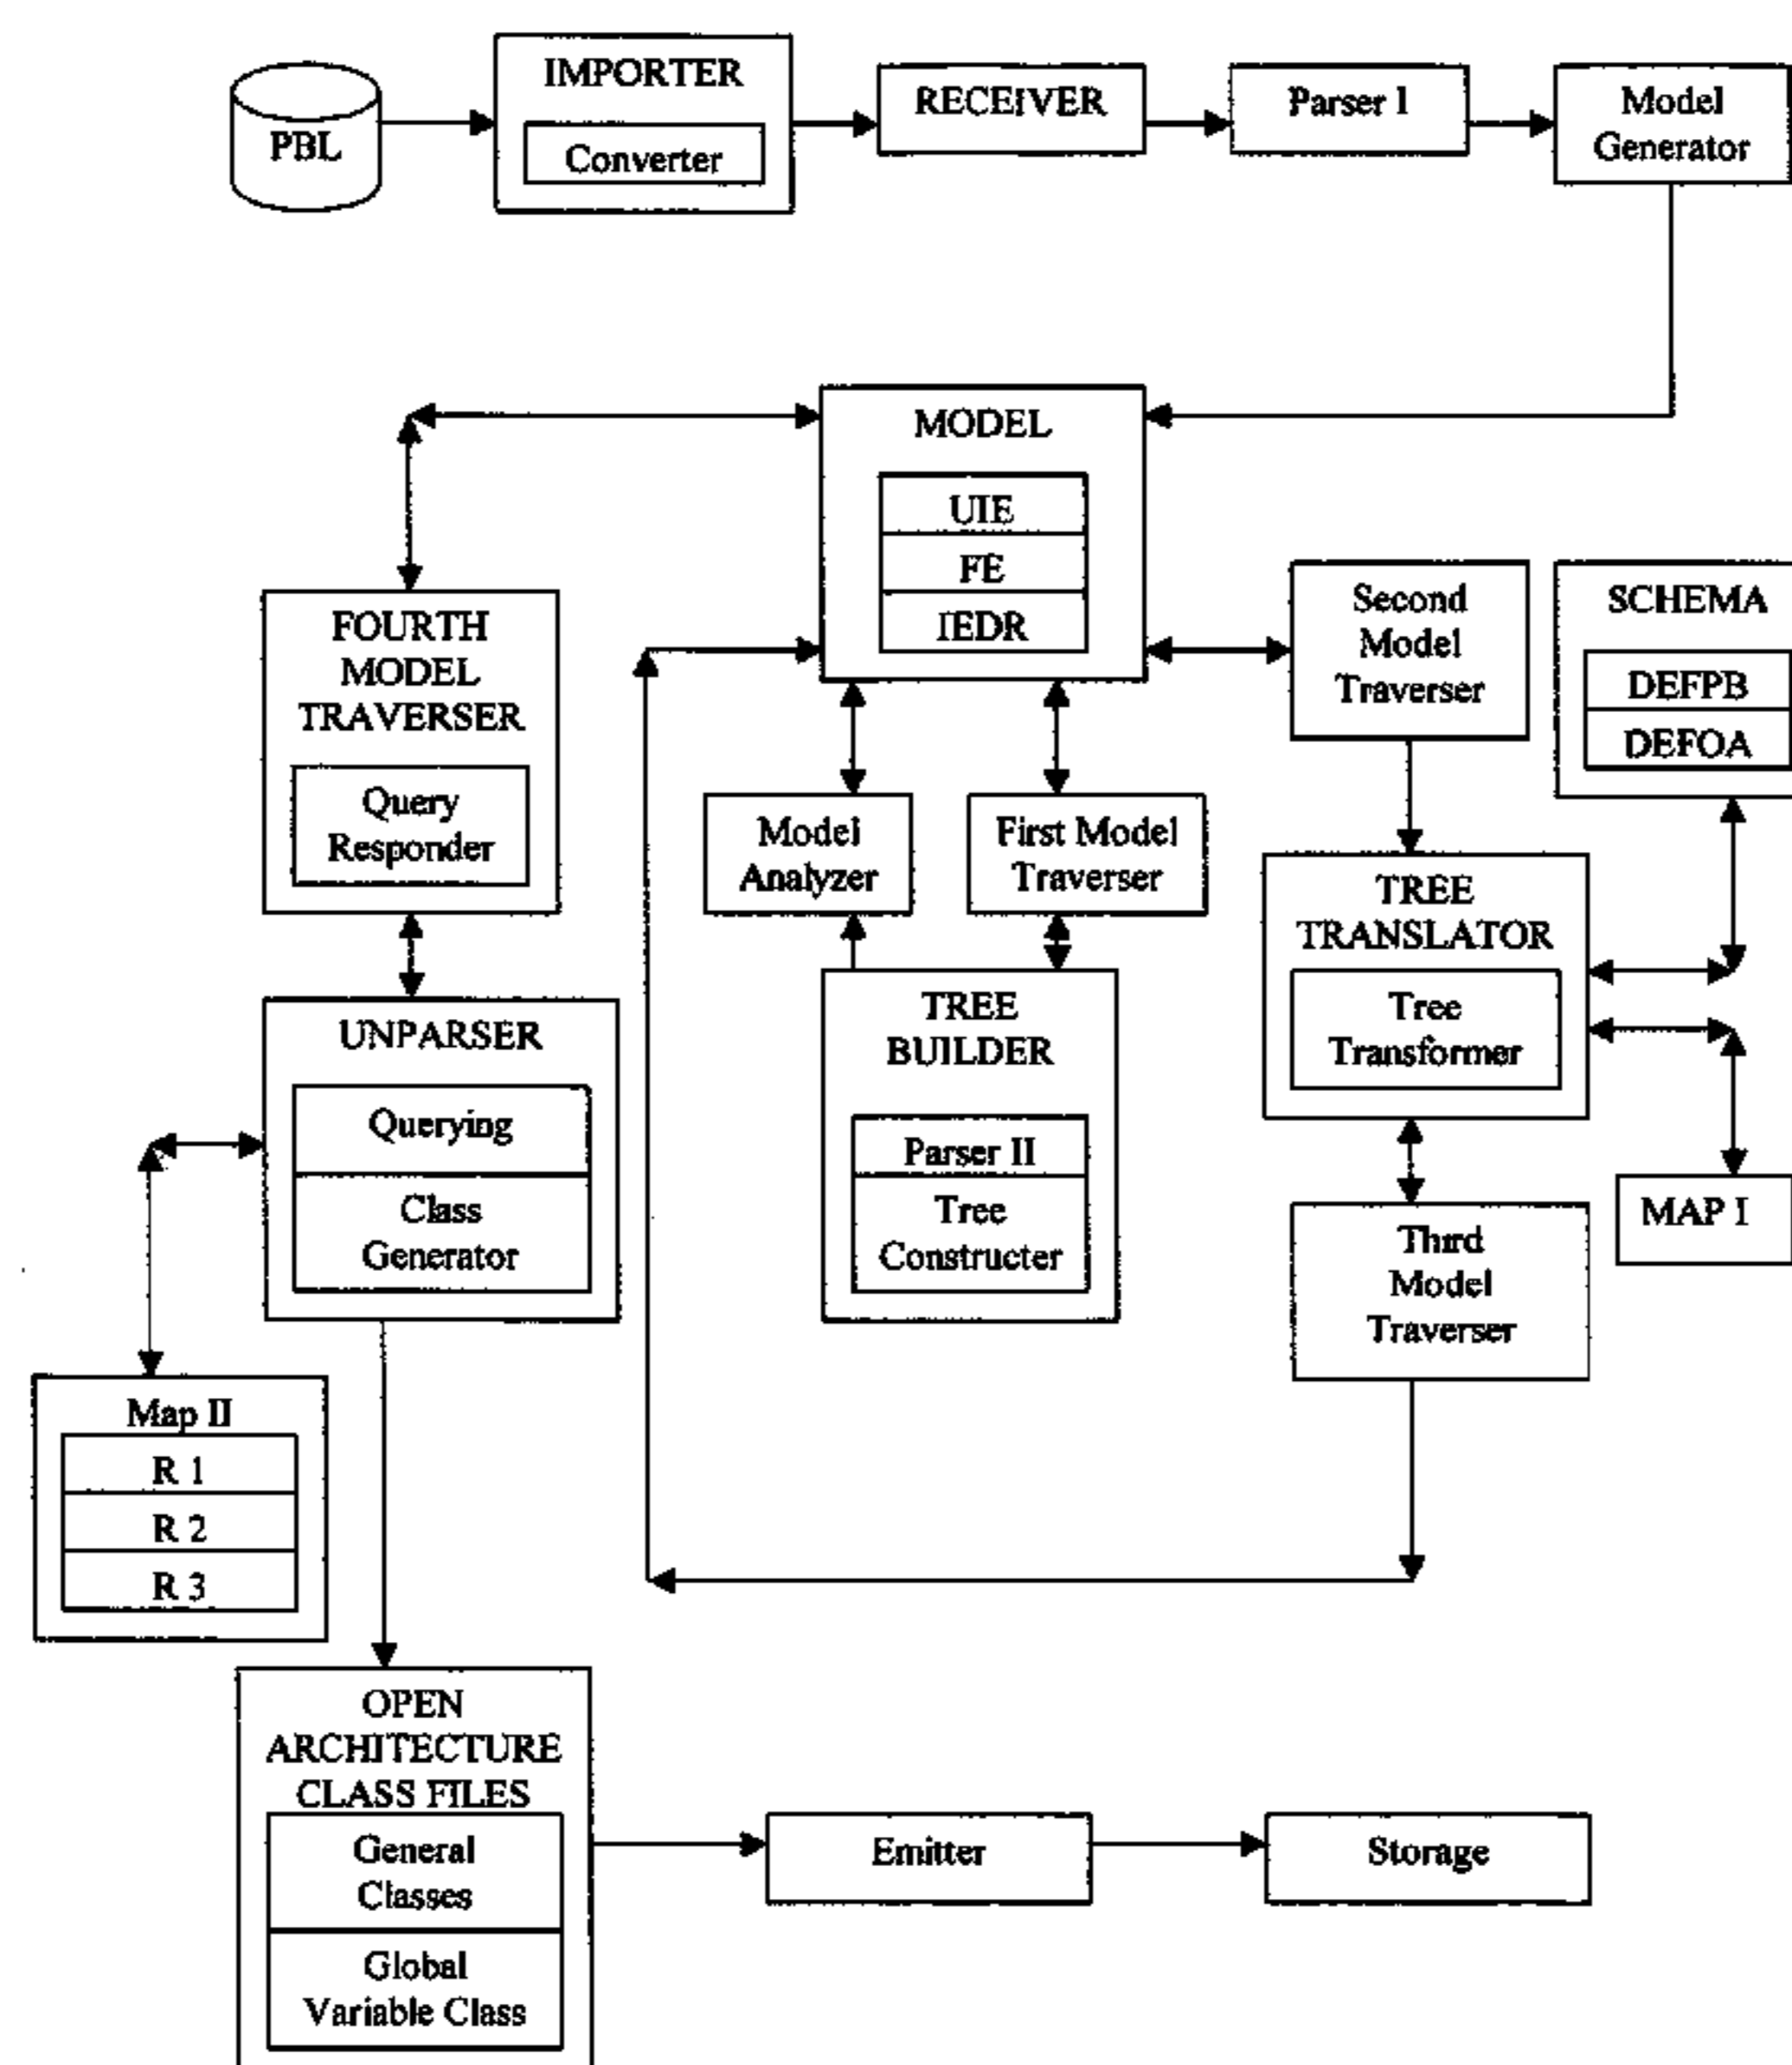 PBL
IMPORTER
Converter
RECEIVER
Parser I
Model
Generator
MODEL
UIE
FE
IEDR
FOURTH
MODEL
TRAVERSER
Query
Responder
Second
Model
Traverser
SCHEMA
DEFPB
DEFOA
Model
Analyzer
First Model
Traverser
TREE
TRANSLATOR
Tree
Transformer
UNPARSER
Querying
Class
Generator
TREE
BUILDER
Parser II
Tree
Constructer
MAP I
Third
Model
Traverser
Map II
R 1
R 2
R 3
OPEN
ARCHITECTURE
CLASS FILES
General
Classes
Global
Variable Class
Emitter
Storage